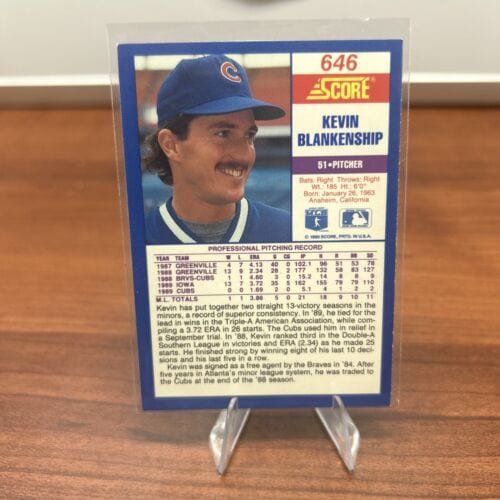 646
SCORE
KEVIN
BLANKENSHIP
51•PITCHER
Bats: Right Throws: Right
Wt.: 185 Ht.: 6'0"
Born: January 26, 1963
Anaheim, California
© 1990 SCORE, PRTD. IN U.S.A.
C
PROFESSIONAL PITCHING RECORD
YEAR TEAM W L ERA G CG IP H R BB SO
1987 GREENVILLE 4 7 4.13 40 0 102.1 96 51 53 78
1988 GREENVILLE 13 9 2.34 28 2 177 132 58 83 127
1988 BRVS-CUBS 1 1 4.60 3 0 15.2 14 9 8 9
1989 IOWA 13 7 3.72 35 5 162 155 79 79 110
1989 CUBS 0 0 1.69 2 0 5.1 4 1 2 2
M.L. TOTALS 1 1 3.86 5 0 21 18 9 10 11
Kevin has put together two straight 13-victory seasons in the
minors, a record of superior consistency. In '89, he tied for the
lead in wins in the Triple-A American Association, while com-
piling a 3.72 ERA in 26 starts. The Cubs used him in relief in
a September trial. In '88, Kevin ranked third in the Double-A
Southern League in victories and ERA (2.34) as he made 25
starts. He finished strong by winning eight of his last 10 deci-
sions and his last five in a row.
Kevin was signed as a free agent by the Braves in '84. After
five years in Atlanta's minor league system, he was traded to
the Cubs at the end of the '88 season.